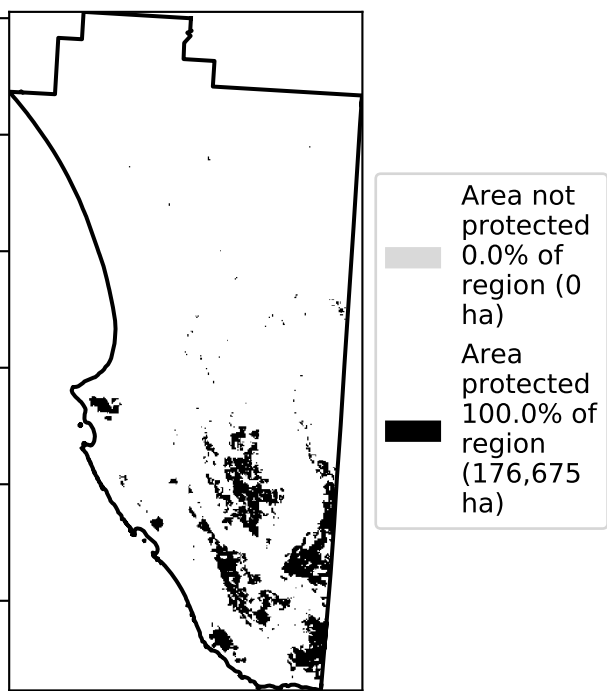 Area not
protected
0.0% of
region (0
ha)
Area
protected
100.0% of
region
(176,675
ha)